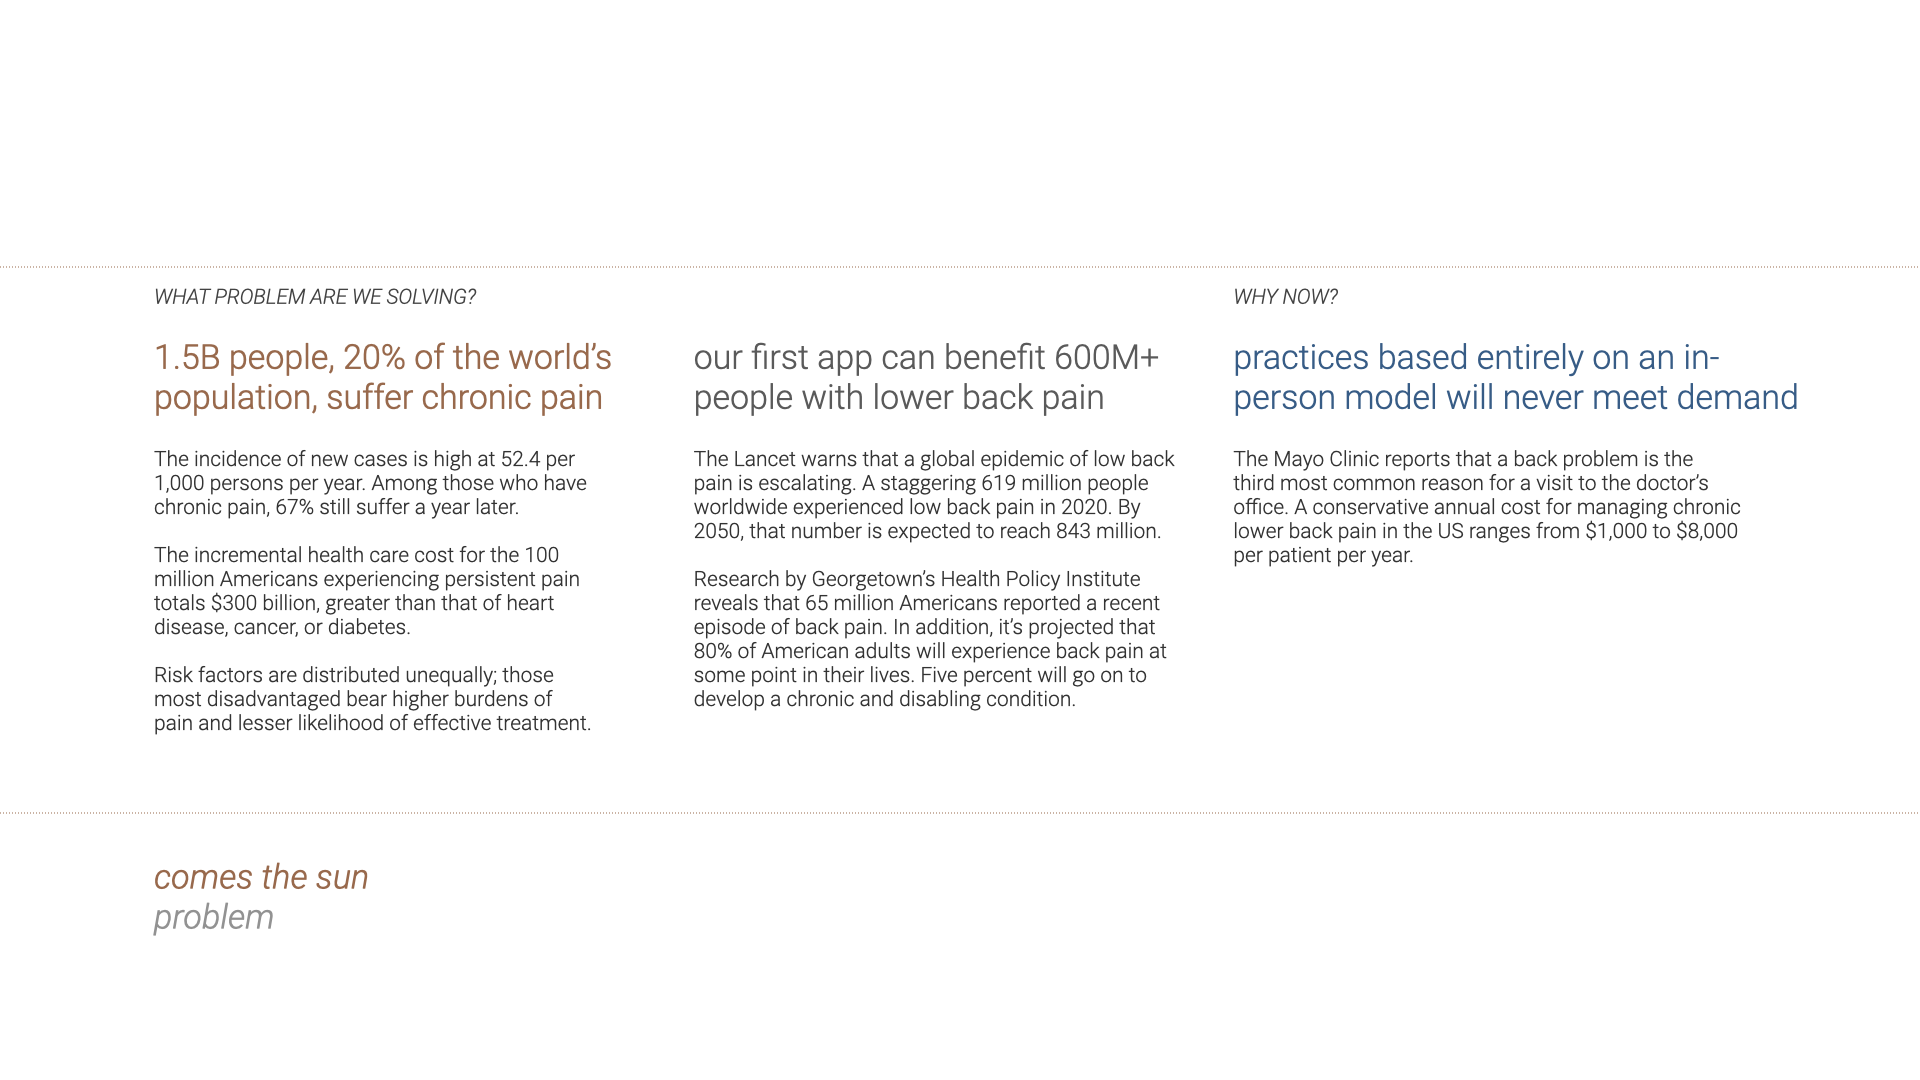 WHAT PROBLEM ARE WE SOLVING?
1.5B people, 20% of the world’s
population, suffer chronic pain
The incidence of new cases is high at 52.4 per
1,000 persons per year. Among those who have
chronic pain, 67% still suffer a year later.
The incremental health care cost for the 100
million Americans experiencing persistent pain
totals $300 billion, greater than that of heart
disease, cancer, or diabetes.
Risk factors are distributed unequally; those
most disadvantaged bear higher burdens of
pain and lesser likelihood of effective treatment.
our first app can benefit 600M+
people with lower back pain
The Lancet warns that a global epidemic of low back
pain is escalating. A staggering 619 million people
worldwide experienced low back pain in 2020. By
2050, that number is expected to reach 843 million.
Research by Georgetown’s Health Policy Institute
reveals that 65 million Americans reported a recent
episode of back pain. In addition, it’s projected that
80% of American adults will experience back pain at
some point in their lives. Five percent will go on to
develop a chronic and disabling condition.
WHY NOW?
practices based entirely on an in-
person model will never meet demand
The Mayo Clinic reports that a back problem is the
third most common reason for a visit to the doctor’s
office. A conservative annual cost for managing chronic
lower back pain in the US ranges from $1,000 to $8,000
per patient per year.
comes the sun
problem